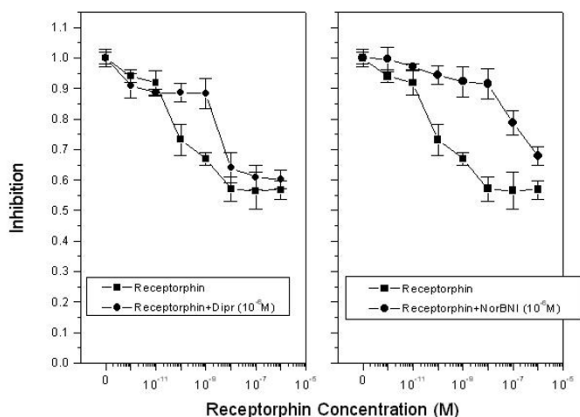 1.1
1.0
0.9
0.8
0.7
0.6
0.5
0.4
0.3
0.2
0.1
0.0
Inhibition
Receptorphin
Receptorphin+Dipr (10⁻⁶M)
0 10⁻¹¹ 10⁻⁹ 10⁻⁷ 10⁻⁵
Receptorphin
Receptorphin+NorBNI (10⁻⁶M)
0 10⁻¹¹ 10⁻⁹ 10⁻⁷ 10⁻⁵
Receptorphin Concentration (M)